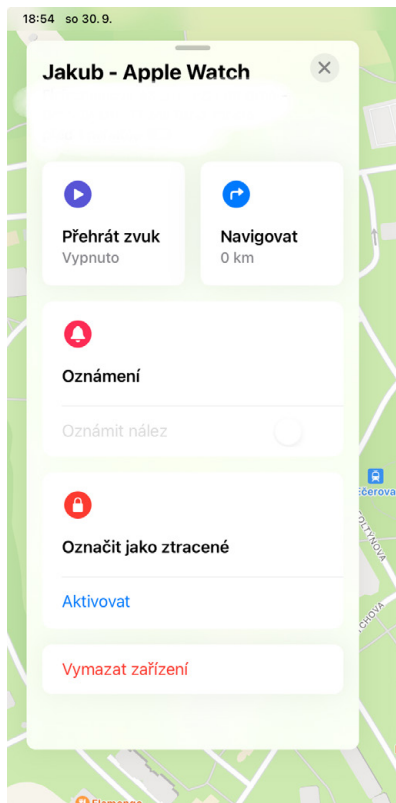 18:54 so 30. 9.
Jakub - Apple Watch
Přehrát zvuk
Vypnuto
Navigovat
0 km
Oznámení
Oznámit nález
Označit jako ztracené
Aktivovat
Vymazat zařízení